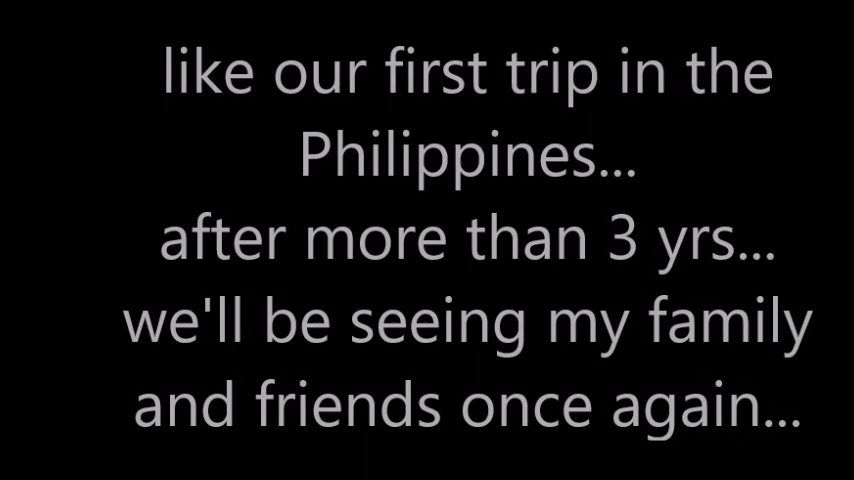 like our first trip in the
Philippines...
after more than 3 yrs...
we'll be seeing my family
and friends once again...